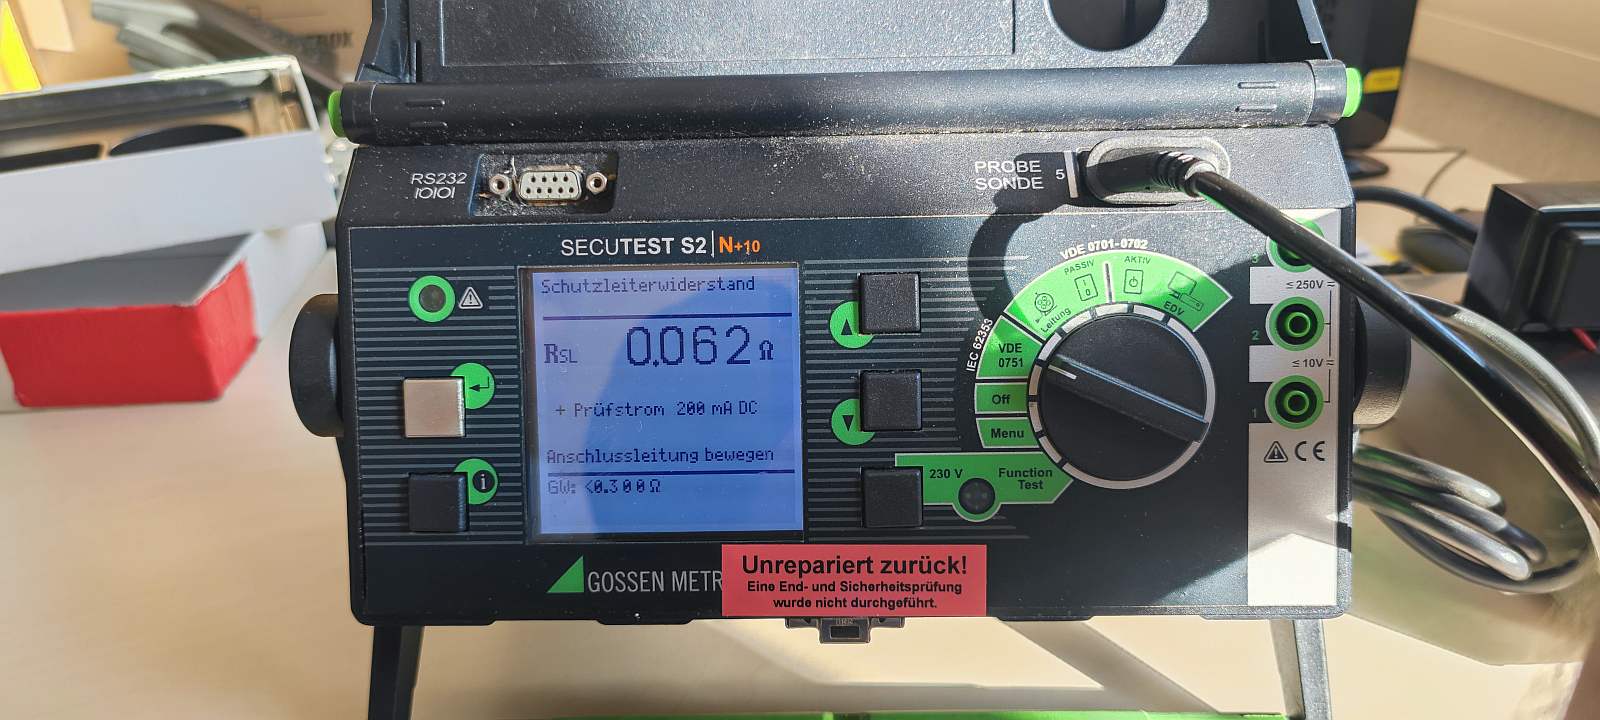 RS232
IOIOI
PROBE
SONDE
5
SECUTEST S2 | N+10
Schutzleiterwiderstand
RSL 0.062 Ω
+ Prüfstrom 200 mA DC
Anschlussleitung bewegen
GW: <0.300Ω
i
VDE 0701-0702
PASSIV
AKTIV
Leitung
EDV
IEC 62353
VDE
0751
Off
Menu
230 V
Function
Test
3
≤ 250V
2
≤ 10V
1
CE
GOSSEN METR
Unrepariert zurück!
Eine End- und Sicherheitsprüfung
wurde nicht durchgeführt.